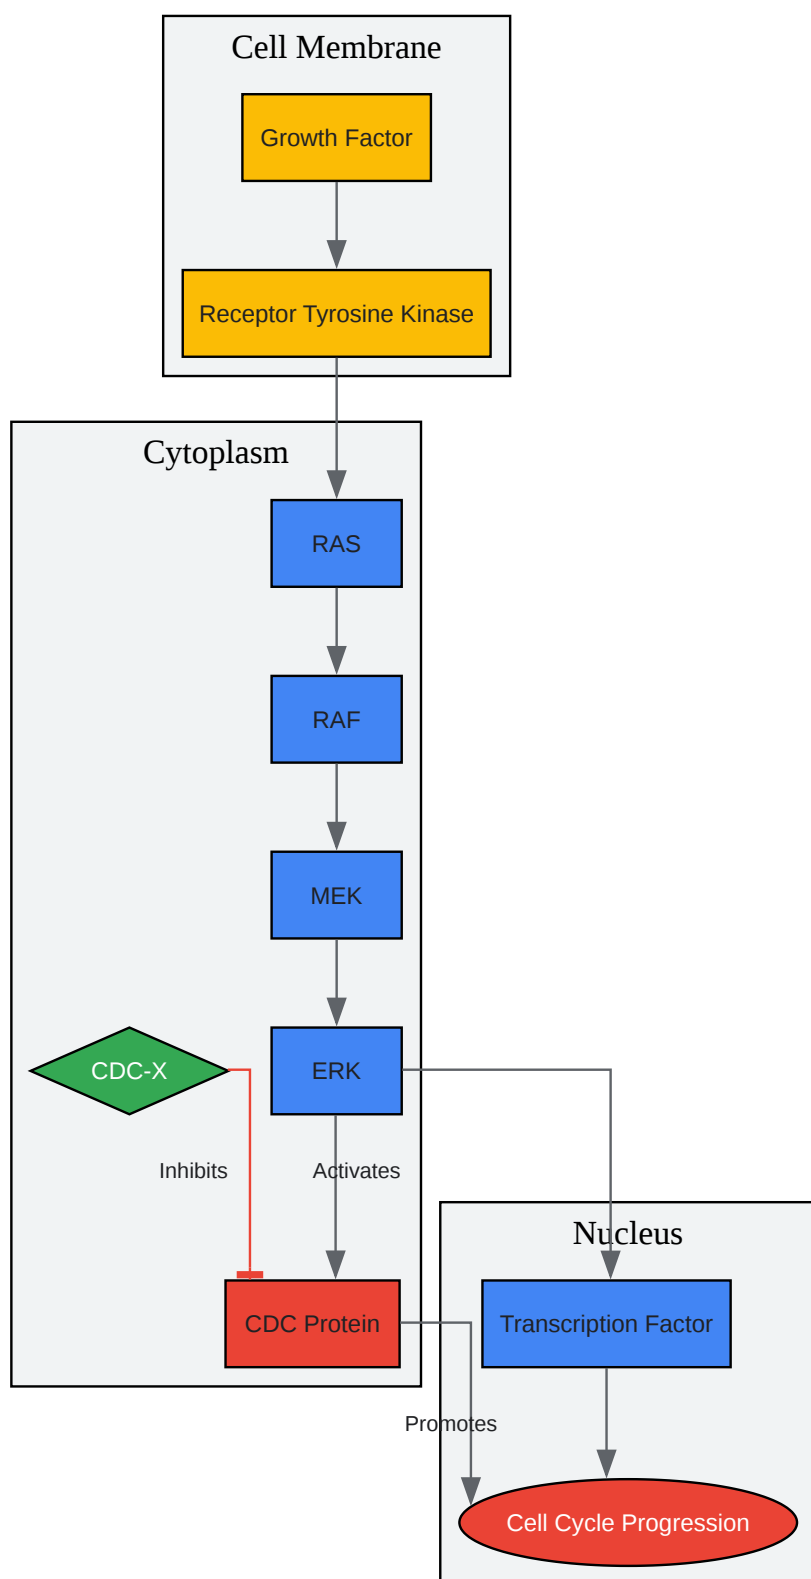 Cell Membrane
Growth Factor
Receptor Tyrosine Kinase
Cytoplasm
RAS
RAF
MEK
CDC-X
ERK
Inhibits
Activates
Nucleus
CDC Protein
Transcription Factor
Promotes
Cell Cycle Progression